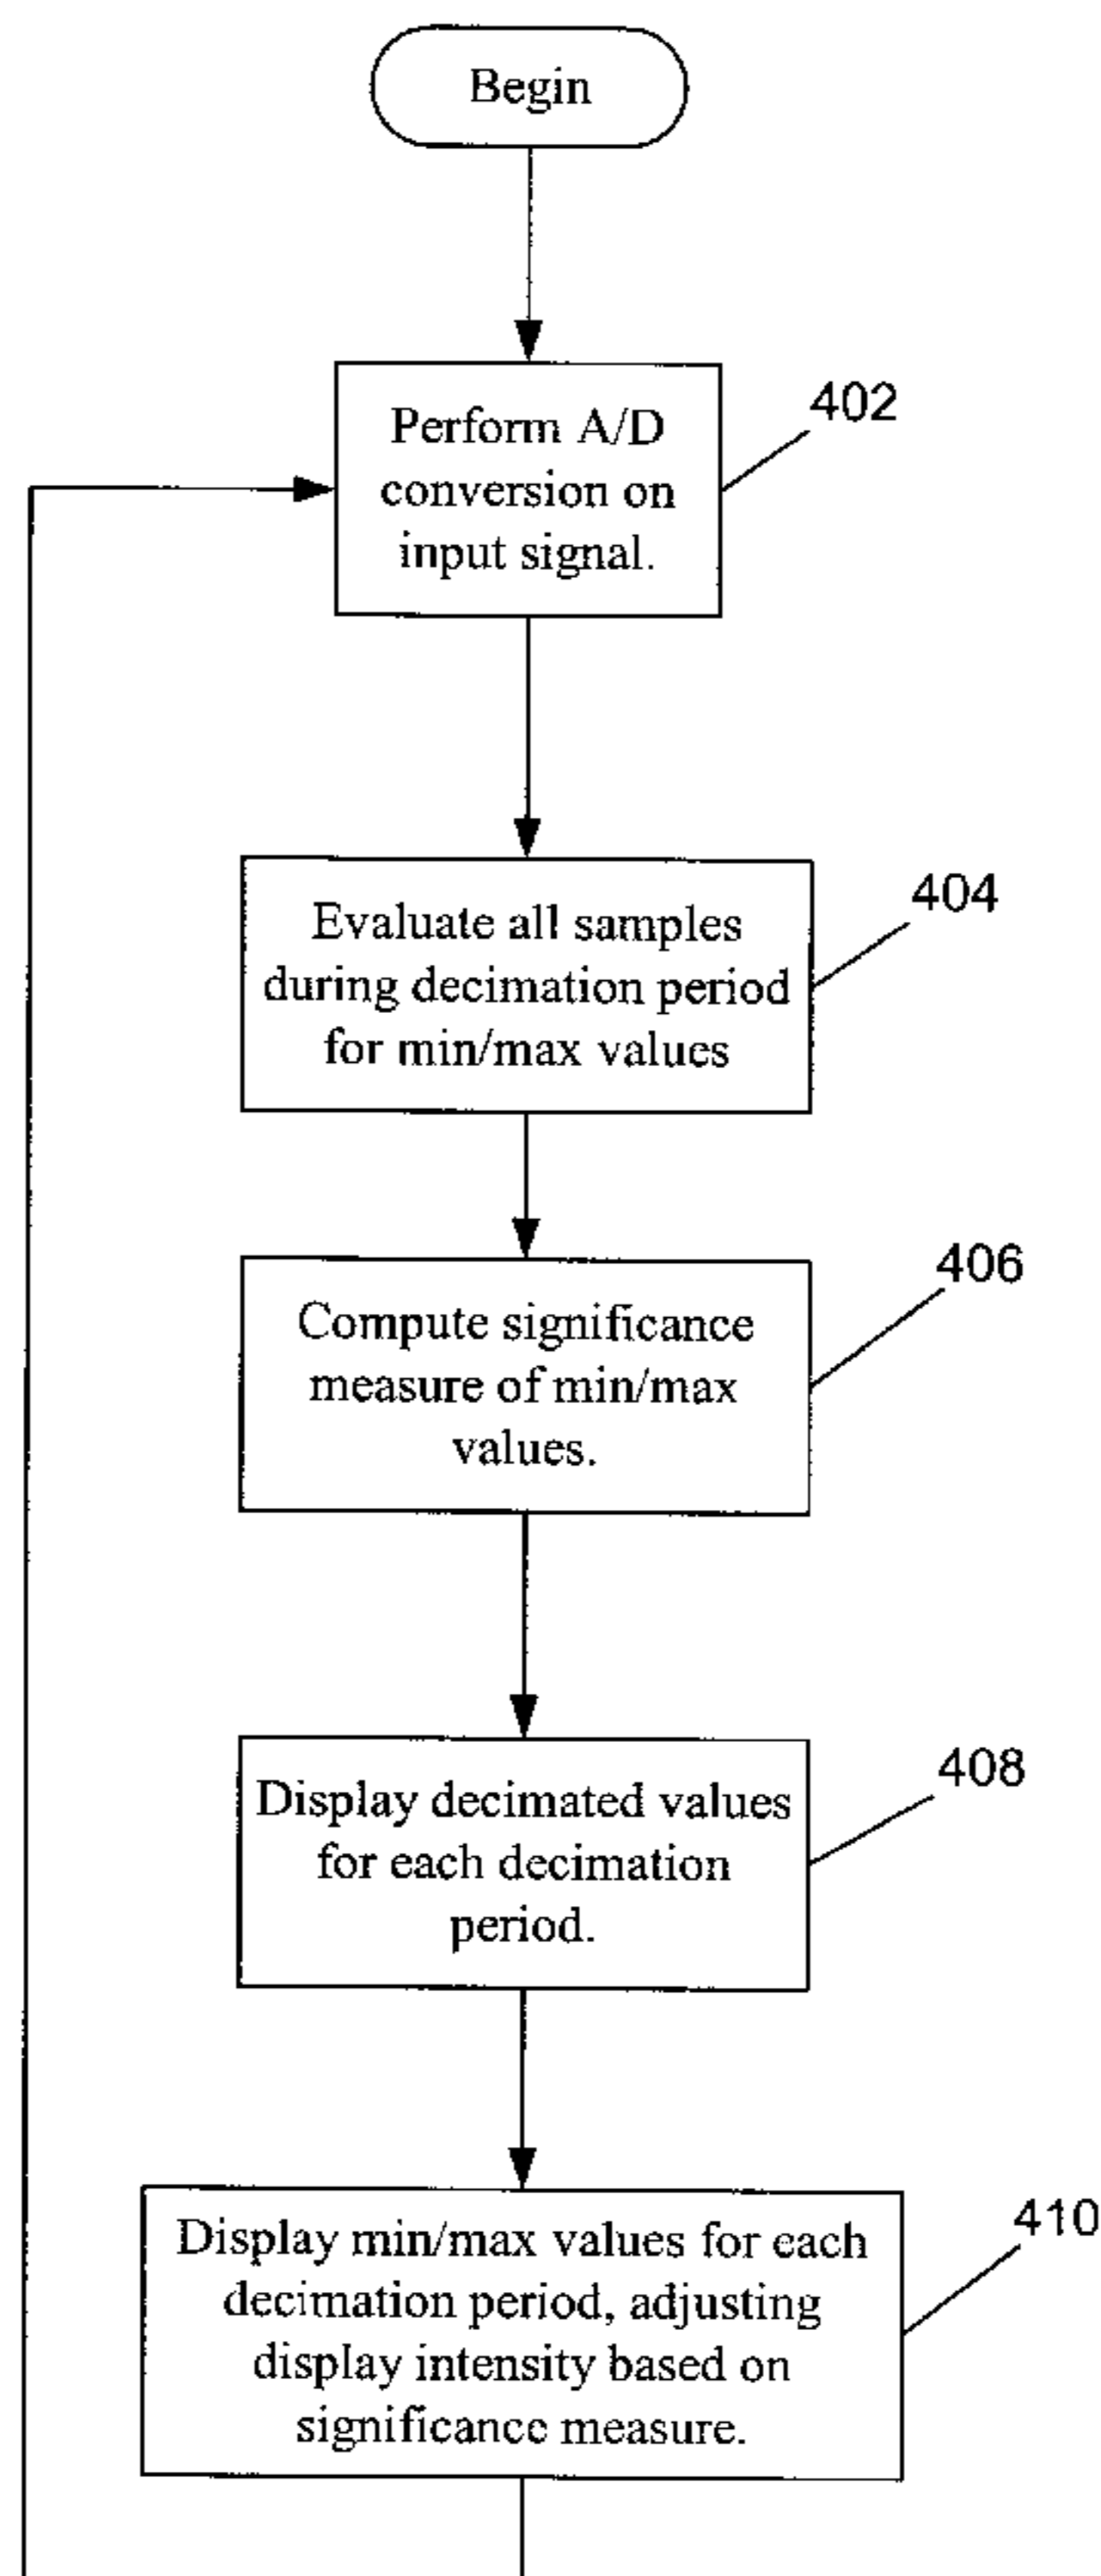 Begin
Perform A/D
conversion on
input signal.
402
Evaluate all samples
during decimation period
for min/max values
404
Compute significance
measure of min/max
values.
406
Display decimated values
for each decimation
period.
408
Display min/max values for each
decimation period, adjusting
display intensity based on
significance measure.
410